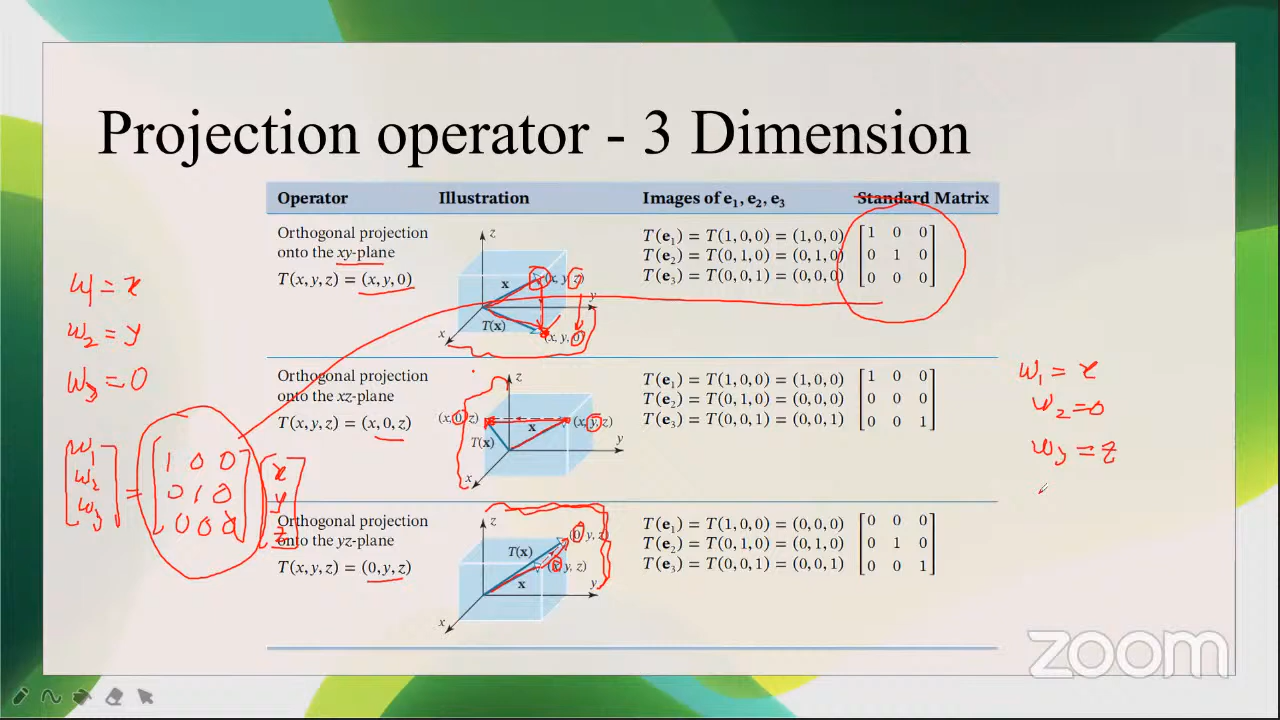 Projection operator - 3 Dimension
Operator Illustration Images of e₁, e₂, e₃ Standard Matrix
Orthogonal projection
onto the xy-plane
T(x, y, z) = (x, y, 0)
z
x
(x, y, z)
y
T(x)
(x, y, 0)
x
T(e₁) = T(1, 0, 0) = (1, 0, 0)
T(e₂) = T(0, 1, 0) = (0, 1, 0)
T(e₃) = T(0, 0, 1) = (0, 0, 0)
1 0 0
0 1 0
0 0 0
Orthogonal projection
onto the xz-plane
T(x, y, z) = (x, 0, z)
z
(x, 0, z)
x
(x, y, z)
y
T(x)
x
T(e₁) = T(1, 0, 0) = (1, 0, 0)
T(e₂) = T(0, 1, 0) = (0, 0, 0)
T(e₃) = T(0, 0, 1) = (0, 0, 1)
1 0 0
0 0 0
0 0 1
Orthogonal projection
onto the yz-plane
T(x, y, z) = (0, y, z)
z
(0, y, z)
T(x)
(x, y, z)
x
y
x
T(e₁) = T(1, 0, 0) = (0, 0, 0)
T(e₂) = T(0, 1, 0) = (0, 1, 0)
T(e₃) = T(0, 0, 1) = (0, 0, 1)
0 0 0
0 1 0
0 0 1
w₁ = x
w₂ = y
w₃ = 0
w₁ 1 0 0 x
w₂ = 0 1 0 y
w₃ 0 0 0 z
w₁ = x
w₂ = 0
w₃ = z
zoom